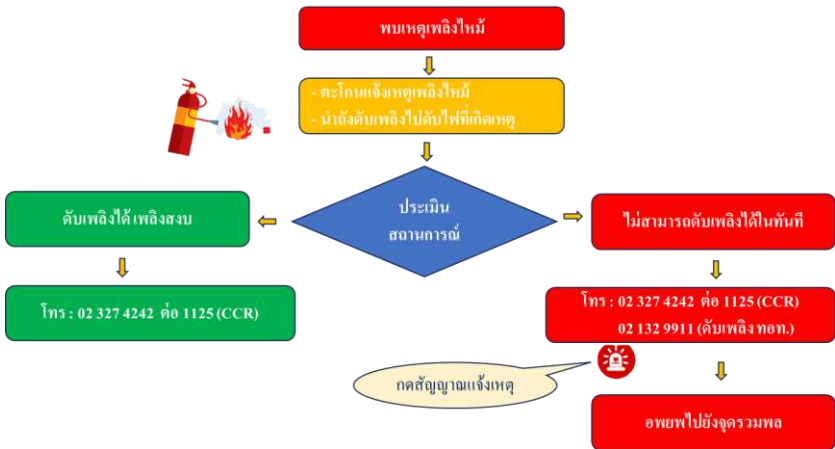 พบเหตุเพลิงไหม้
- ตะโกนแจ้งเหตุเพลิงไหม้
- นำถังดับเพลิงไปดับไฟที่เกิดเหตุ
ประเมิน
สถานการณ์
ดับเพลิงได้ เพลิงสงบ
ไม่สามารถดับเพลิงได้ในทันที
โทร : 02 327 4242 ต่อ 1125 (CCR)
โทร : 02 327 4242 ต่อ 1125 (CCR)
02 132 9911 (ดับเพลิง ทอท.)
กดสัญญาณแจ้งเหตุ
อพยพไปยังจุดรวมพล